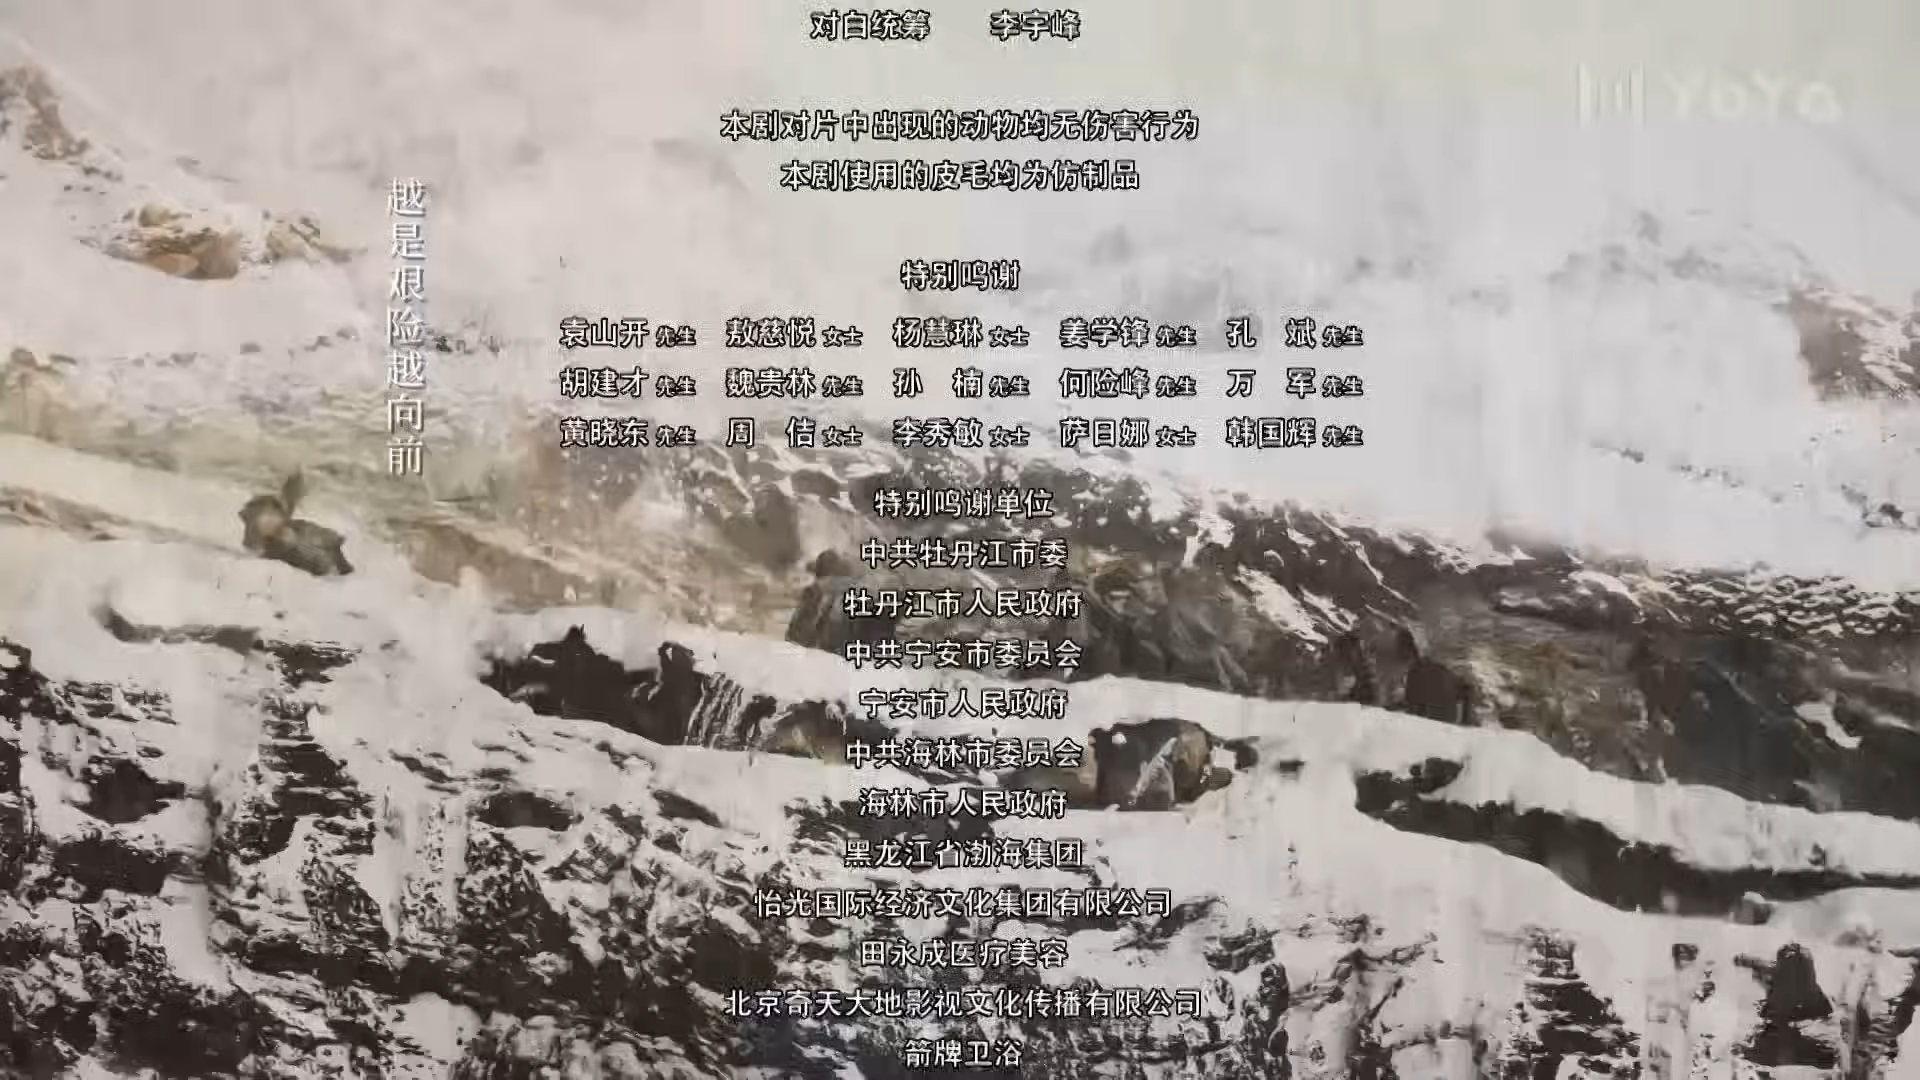 对白统筹 李宇峰
YoYo
本剧对片中出现的动物均无伤害行为
本剧使用的皮毛均为仿制品
越是艰险越向前
特别鸣谢
袁山开 先生 敖慈悦 女士 杨慧琳 女士 姜学锋 先生 孔 斌 先生
胡建才 先生 魏贵林 先生 孙 楠 先生 何险峰 先生 万 军 先生
黄晓东 先生 周 佶 女士 李秀敏 女士 萨日娜 女士 韩国辉 先生
特别鸣谢单位
中共牡丹江市委
牡丹江市人民政府
中共宁安市委员会
宁安市人民政府
中共海林市委员会
海林市人民政府
黑龙江省渤海集团
怡光国际经济文化集团有限公司
田永成医疗美容
北京奇天大地影视文化传播有限公司
箭牌卫浴